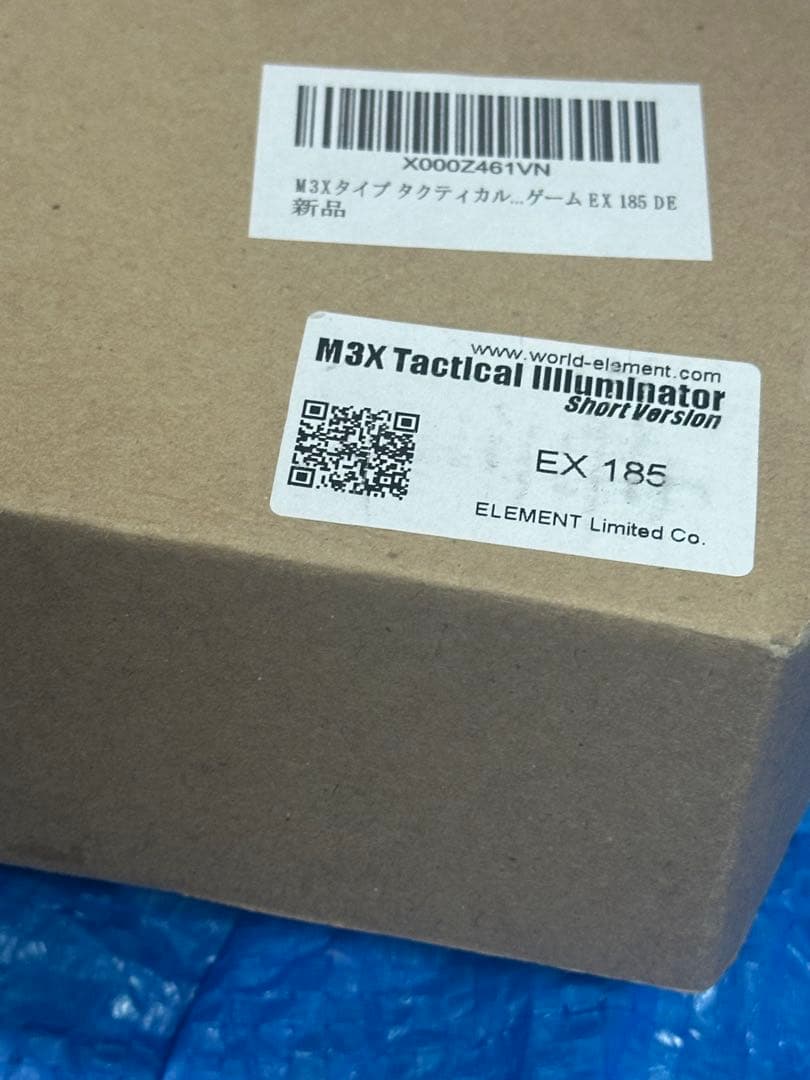 X000Z461VN
M3Xタイプ タクティカル...ゲーム EX 185 DE
新品
www.world-element.com
M3X Tactical Illluminator
Short Version
EX 185
ELEMENT Limited Co.